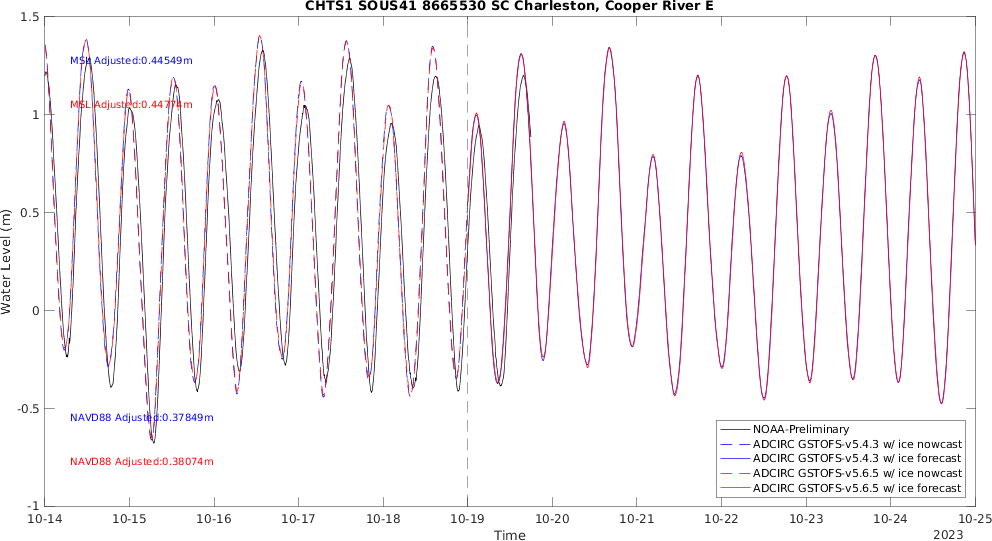 CHTS1 SOUS41 8665530 SC Charleston, Cooper River E
1.5
1
0.5
0
-0.5
-1
Water Level (m)
MSL Adjusted:0.44549m
MSL Adjusted:0.44774m
NAVD88 Adjusted:0.37849m
NAVD88 Adjusted:0.38074m
NOAA-Preliminary
ADCIRC GSTOFS-v5.4.3 w/ ice nowcast
ADCIRC GSTOFS-v5.4.3 w/ ice forecast
ADCIRC GSTOFS-v5.6.5 w/ ice nowcast
ADCIRC GSTOFS-v5.6.5 w/ ice forecast
10-14 10-15 10-16 10-17 10-18 10-19 10-20 10-21 10-22 10-23 10-24 10-25
Time
2023